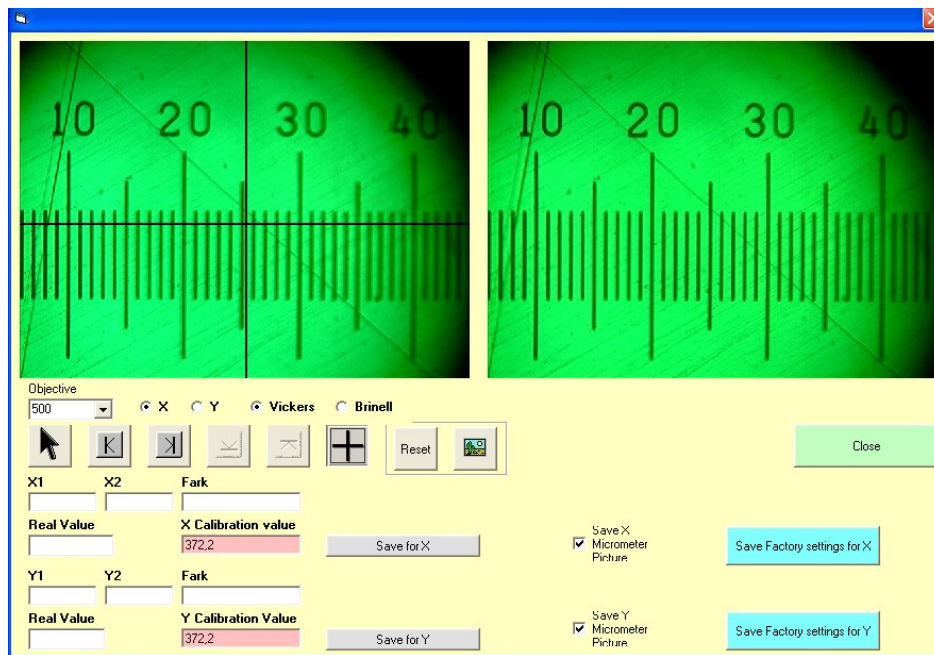 10 20 30 40
10 20 30 40
Objective
500
X Y Vickers Brinell
Reset
Close
X1 X2 Fark
Real Value X Calibration value
372,2
Save for X
Save X
Micrometer
Picture
Save Factory settings for X
Y1 Y2 Fark
Real Value Y Calibration Value
372,2
Save for Y
Save Y
Micrometer
Picture
Save Factory settings for Y